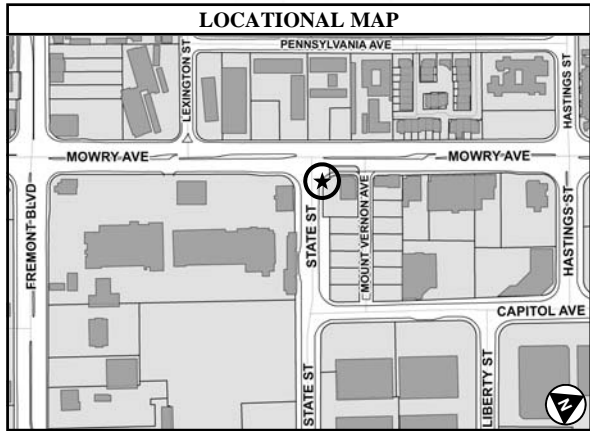 LOCATIONAL MAP
PENNSYLVANIA AVE
LEXINGTON ST
HASTINGS ST
MOWRY AVE
MOWRY AVE
FREMONT BLVD
STATE ST
MOUNT VERNON AVE
HASTINGS ST
CAPITOL AVE
STATE ST
LIBERTY ST
N